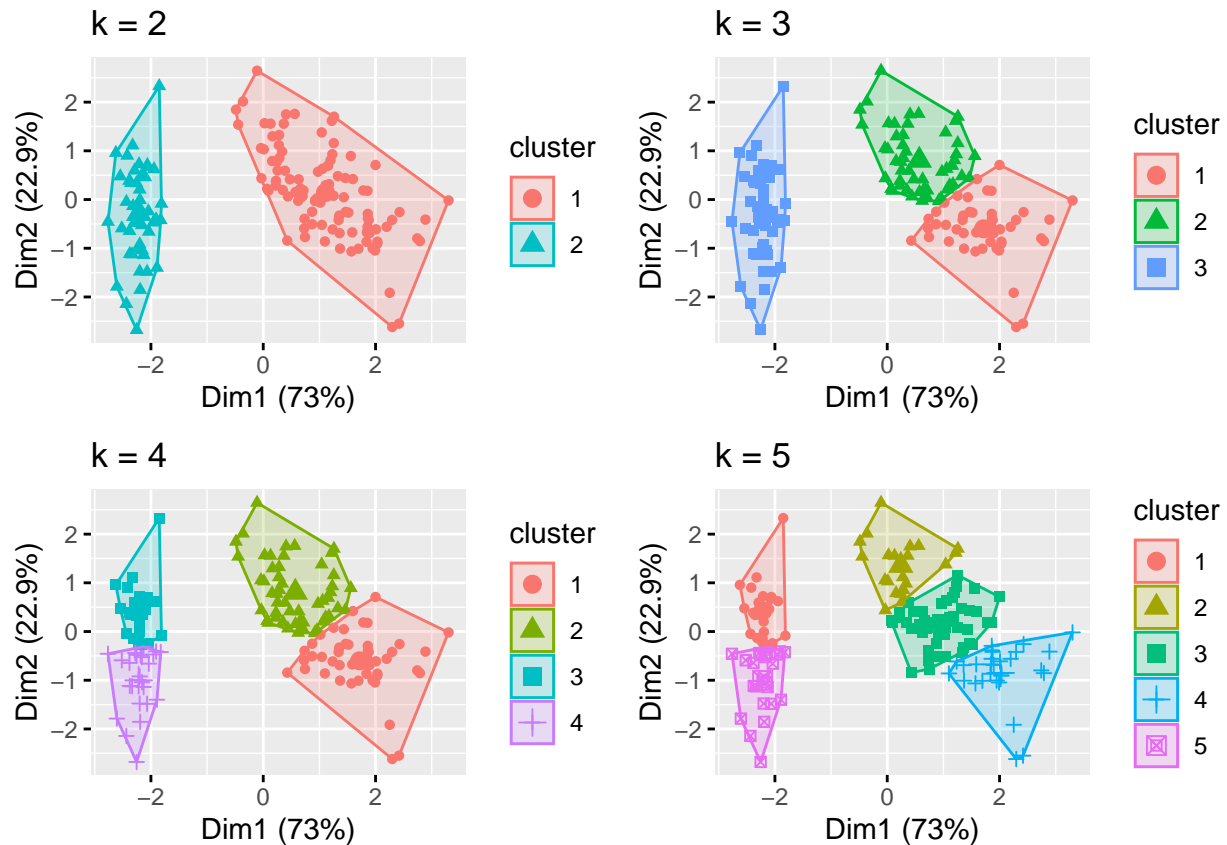 k = 2
2
1
0
−1
−2
−2
0
2
Dim2 (22.9%)
Dim1 (73%)
cluster
1
2
k = 3
2
1
0
−1
−2
−2
0
2
Dim2 (22.9%)
Dim1 (73%)
cluster
1
2
3
k = 4
2
1
0
−1
−2
−2
0
2
Dim2 (22.9%)
Dim1 (73%)
cluster
1
2
3
4
k = 5
2
1
0
−1
−2
−2
0
2
Dim2 (22.9%)
Dim1 (73%)
cluster
1
2
3
4
5